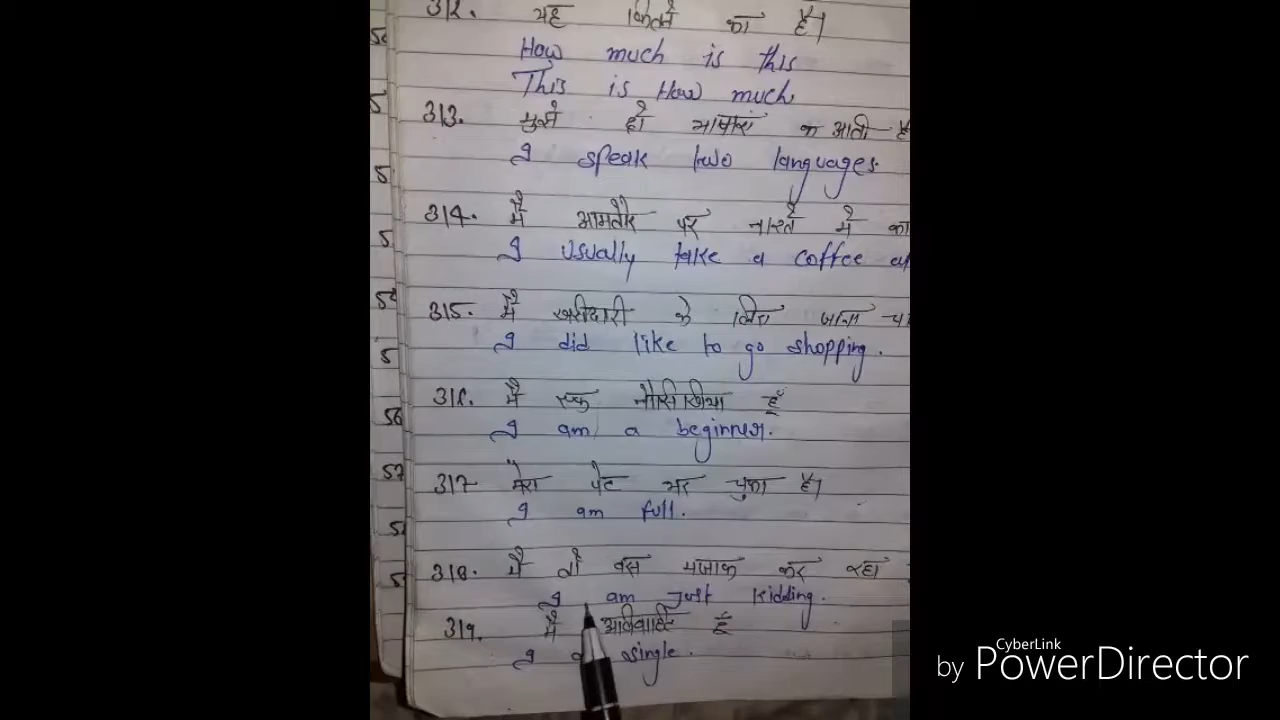 312. यह कितने का है।
How much is this
This is How much
313. मुझे दो भाषाएं आती है
I speak two languages.
314. मैं आमतौर पर नाश्ते में का
I usually take a coffee
315. मैं खरीदारी के लिए जाना
I did like to go shopping.
316. मैं एक नौसिखिया हूँ
I am a beginner.
317 मेरा पेट भर चुका है।
I am full.
318. मैं तो बस मजाक कर रहा
I am Just kidding.
319. मैं अविवाहित हूँ
I single.
56
57
CyberLink
by PowerDirector